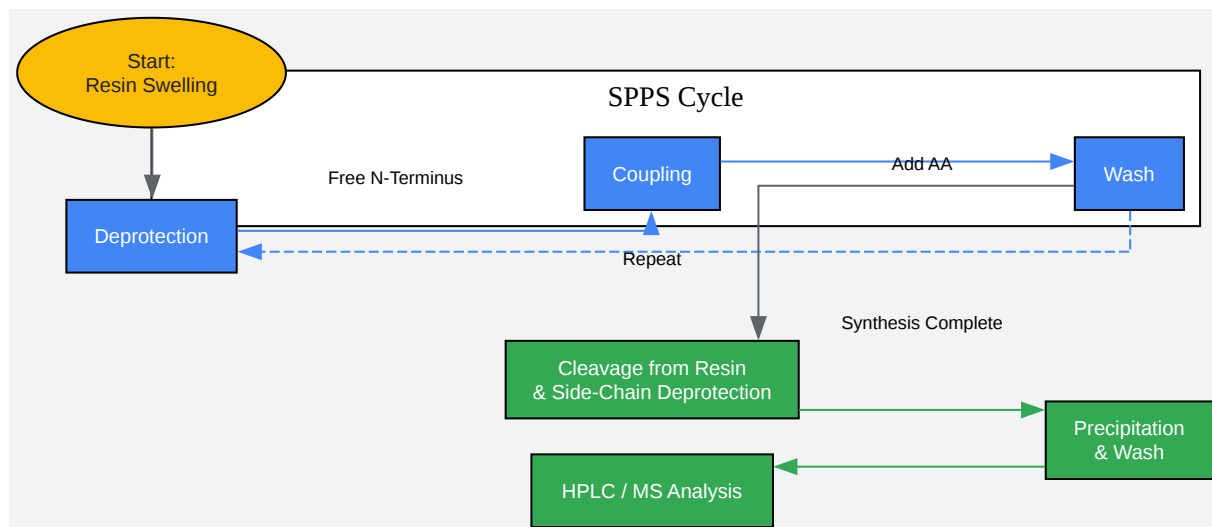 Start:
Resin Swelling
SPPS Cycle
Free N-Terminus
Coupling
Add AA
Wash
Deprotection
Repeat
Synthesis Complete
Cleavage from Resin
& Side-Chain Deprotection
Precipitation
& Wash
HPLC / MS Analysis